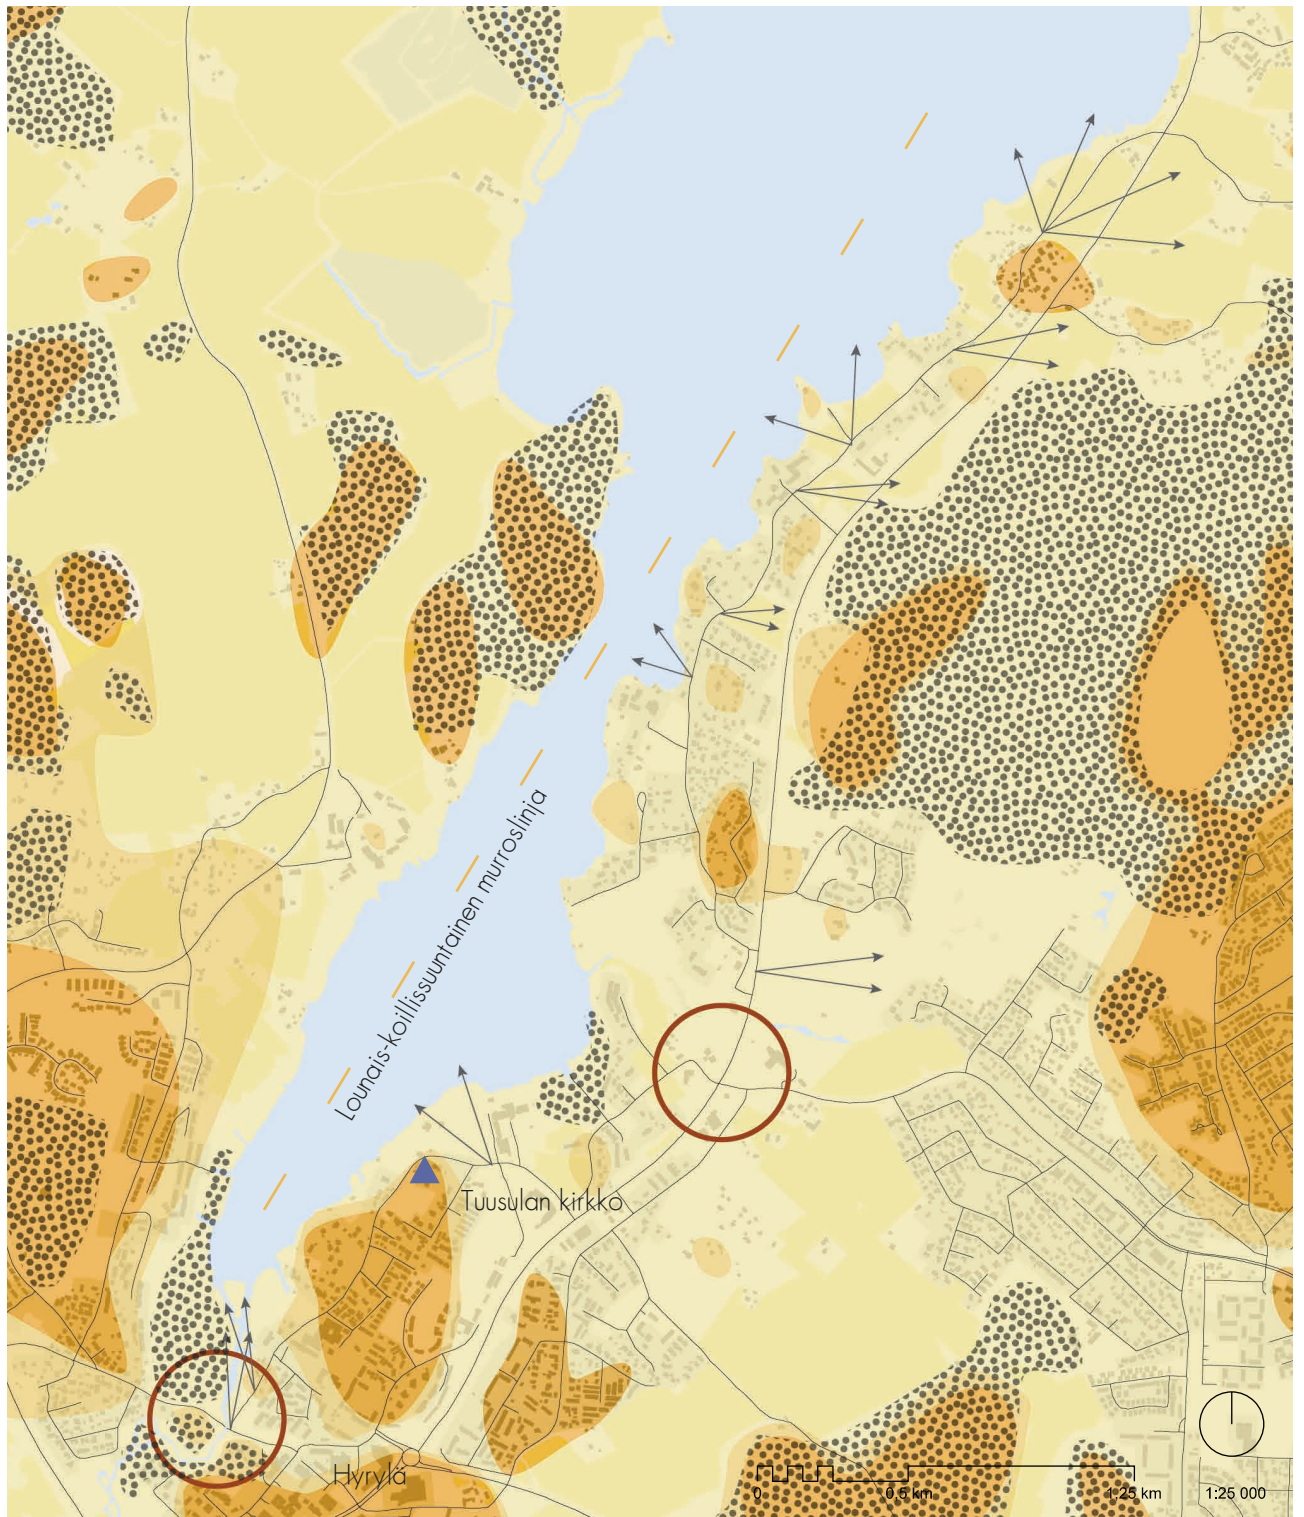 Lounais-koillissuuntainen murroslinja
Tuusulan kirkko
Hyrylä
0 0,5 km 1,25 km 1:25 000